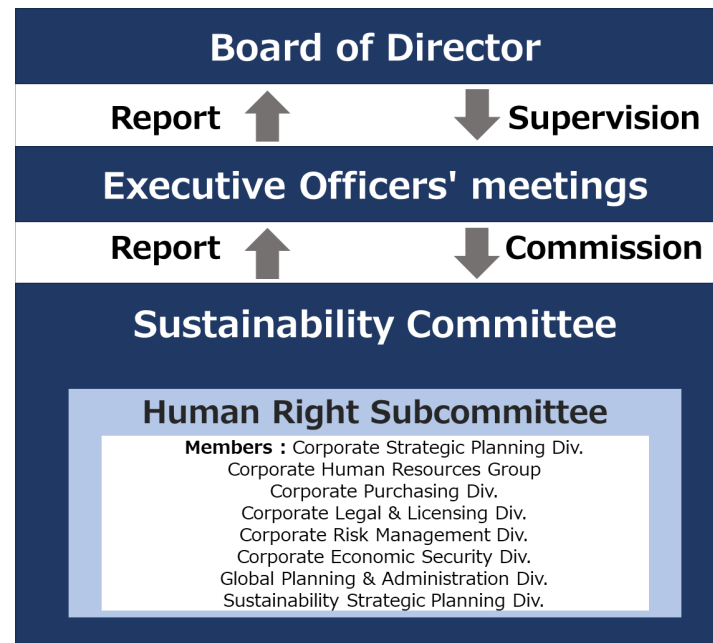 Board of Director
Report Supervision
Executive Officers' meetings
Report Commission
Sustainability Committee
Human Right Subcommittee
Members : Corporate Strategic Planning Div.
Corporate Human Resources Group
Corporate Purchasing Div.
Corporate Legal & Licensing Div.
Corporate Risk Management Div.
Corporate Economic Security Div.
Global Planning & Administration Div.
Sustainability Strategic Planning Div.